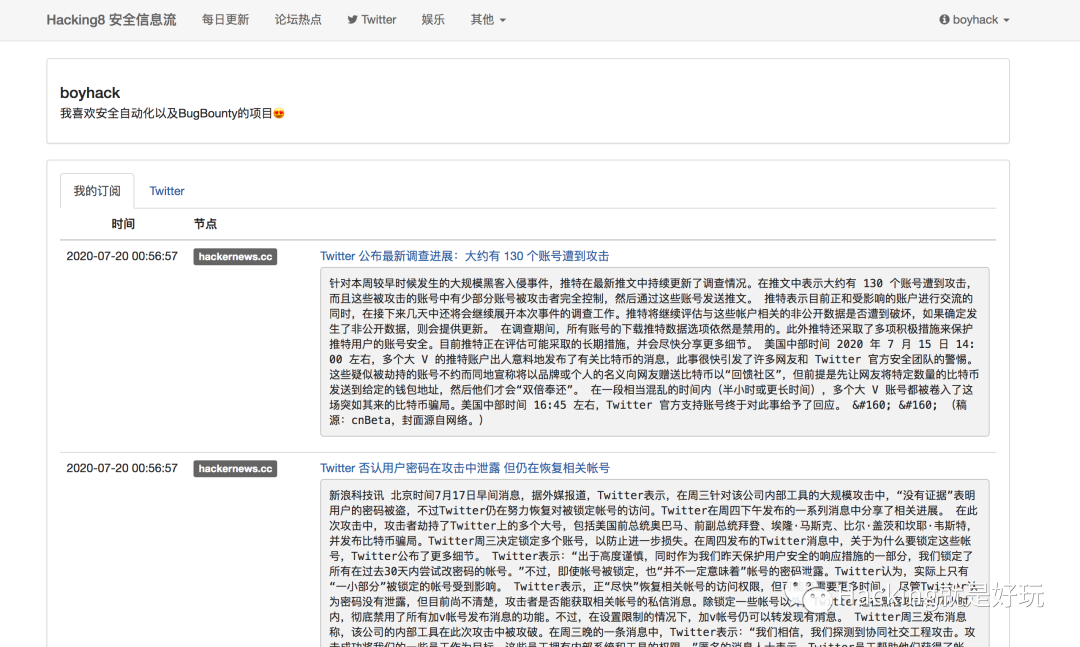 Hacking8 安全信息流 每日更新 论坛热点 Twitter 娱乐 其他 boyhack
boyhack
我喜欢安全自动化以及BugBounty的项目😍
我的订阅 Twitter
时间 节点
2020-07-20 00:56:57 hackernews.cc Twitter 公布最新调查进展：大约有 130 个账号遭到攻击
针对本周较早时候发生的大规模黑客入侵事件，推特在最新推文中持续更新了调查情况。在推文中表示大约有 130 个账号遭到攻击，
而且这些被攻击的账号中有少部分账号被攻击者完全控制，然后通过这些账号发送推文。 推特表示目前正和受影响的账户进行交流的
同时，在接下来几天中还将会继续展开本次事件的调查工作。推特将继续评估与这些帐户相关的非公开数据是否遭到破坏，如果确定发
生了非公开数据，则会提供更新。 在调查期间，所有账号的下载推特数据选项依然是禁用的。此外推特还采取了多项积极措施来保护
推特用户的账号安全。目前推特正在评估可能采取的长期措施，并会尽快分享更多细节。 美国中部时间 2020 年 7 月 15 日 14:
00 左右，多个大 V 的推特账户出人意料地发布了有关比特币的消息，此事很快引发了许多网友和 Twitter 官方安全团队的警惕。
这些疑似被劫持的账号不约而同地宣称将以品牌或个人的名义向网友赠送比特币以“回馈社区”，但前提是先让网友将特定数量的比特币
发送到给定的钱包地址，然后他们才会“双倍奉还”。 在一段相当混乱的时间内（半小时或更长时间），多个大 V 账号都被卷入了这
场突如其来的比特币骗局。美国中部时间 16:45 左右，Twitter 官方支持账号终于对此事给予了回应。 &#160; &#160; （稿
源：cnBeta，封面源自网络。）
2020-07-20 00:56:57 hackernews.cc Twitter 否认用户密码在攻击中泄露 但仍在恢复相关帐号
新浪科技讯 北京时间7月17日早间消息，据外媒报道，Twitter表示，在周三针对该公司内部工具的大规模攻击中，“没有证据”表明
用户的密码被盗，不过Twitter仍在努力恢复对被锁定帐号的访问。Twitter在周四下午发布的一系列消息中分享了相关进展。 在此
次攻击中，攻击者劫持了Twitter上的多个大号，包括美国前总统奥巴马、前副总统拜登、埃隆·马斯克、比尔·盖茨和坎耶·韦斯特，
并发布比特币骗局。Twitter周三决定锁定多个账号，以防止进一步损失。在周四发布的Twitter消息中，关于为什么要锁定这些帐
号，Twitter公布了更多细节。 Twitter表示：“出于高度谨慎，同时作为我们昨天保护用户安全的响应措施的一部分，我们锁定了
所有在过去30天内尝试改密码的帐号。”不过，即使帐号被锁定，也“并不一定意味着”帐号的密码泄露。Twitter认为，实际上只有
“一小部分”被锁定的帐号受到影响。 Twitter表示，正“尽快”恢复相关帐号的访问权限，但可能需要更多时间。 尽管Twitter认
为密码没有泄露，但目前尚不清楚，攻击者是否能获取相关帐号的私信消息。除锁定一些帐号以
内，彻底禁用了所有加v帐号发布消息的功能。不过，在设置限制的情况下，加v帐号仍可以转发现有消息。 Twitter周三发布消息
称，该公司的内部工具在此次攻击中被攻破。在周三晚的一条消息中，Twitter表示：“我们相信，我们探测到协同社交工程攻击。攻
Hacking就是好玩